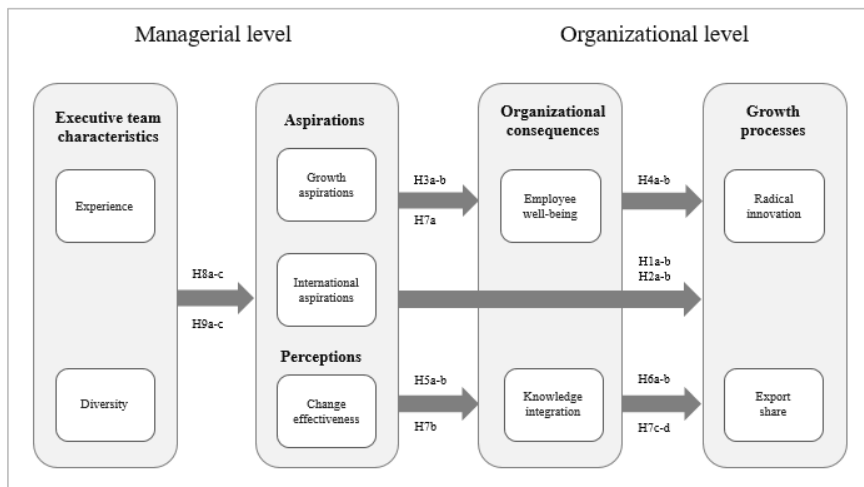 Managerial level
Organizational level
Executive team
characteristics
Experience
Diversity
H8a-c
H9a-c
Aspirations
Growth
aspirations
International
aspirations
Perceptions
Change
effectiveness
H3a-b
H7a
H5a-b
H7b
Organizational
consequences
Employee
well-being
Knowledge
integration
H4a-b
H1a-b
H2a-b
H6a-b
H7c-d
Growth
processes
Radical
innovation
Export
share